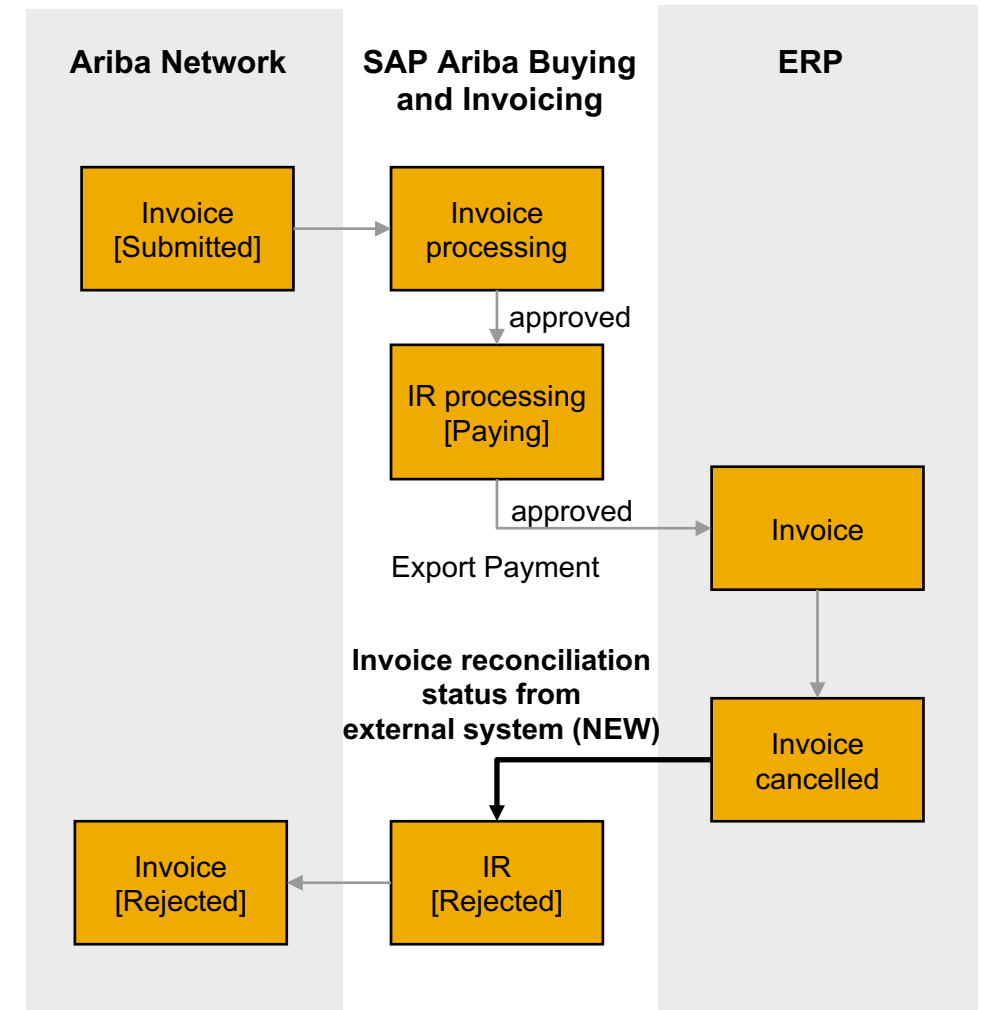 Ariba Network
SAP Ariba Buying
and Invoicing
ERP
Invoice
[Submitted]
Invoice
processing
approved
IR processing
[Paying]
approved
Invoice
Export Payment
Invoice reconciliation
status from
external system (NEW)
Invoice
cancelled
Invoice
[Rejected]
IR
[Rejected]